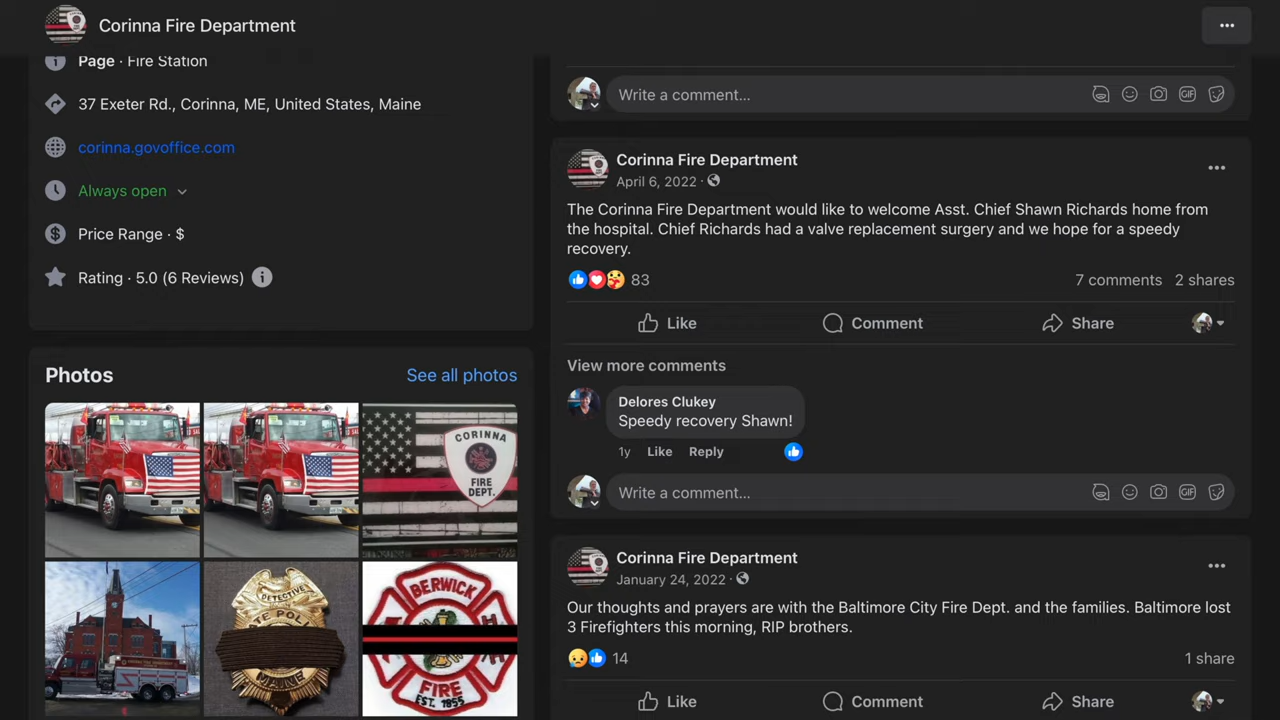 Corinna Fire Department
Page · Fire Station
37 Exeter Rd., Corinna, ME, United States, Maine
corinna.govoffice.com
Always open
Price Range · $
Rating · 5.0 (6 Reviews)
Photos
See all photos
CORINNA
FIRE
DEPT.
DETECTIVE
MAINE
BERWICK
FIRE
EST. 1855
Write a comment...
GIF
Corinna Fire Department
April 6, 2022 ·
The Corinna Fire Department would like to welcome Asst. Chief Shawn Richards home from
the hospital. Chief Richards had a valve replacement surgery and we hope for a speedy
recovery.
83
7 comments 2 shares
Like
Comment
Share
View more comments
Delores Clukey
Speedy recovery Shawn!
1y Like Reply
Write a comment...
GIF
Corinna Fire Department
January 24, 2022 ·
Our thoughts and prayers are with the Baltimore City Fire Dept. and the families. Baltimore lost
3 Firefighters this morning, RIP brothers.
14
1 share
Like
Comment
Share